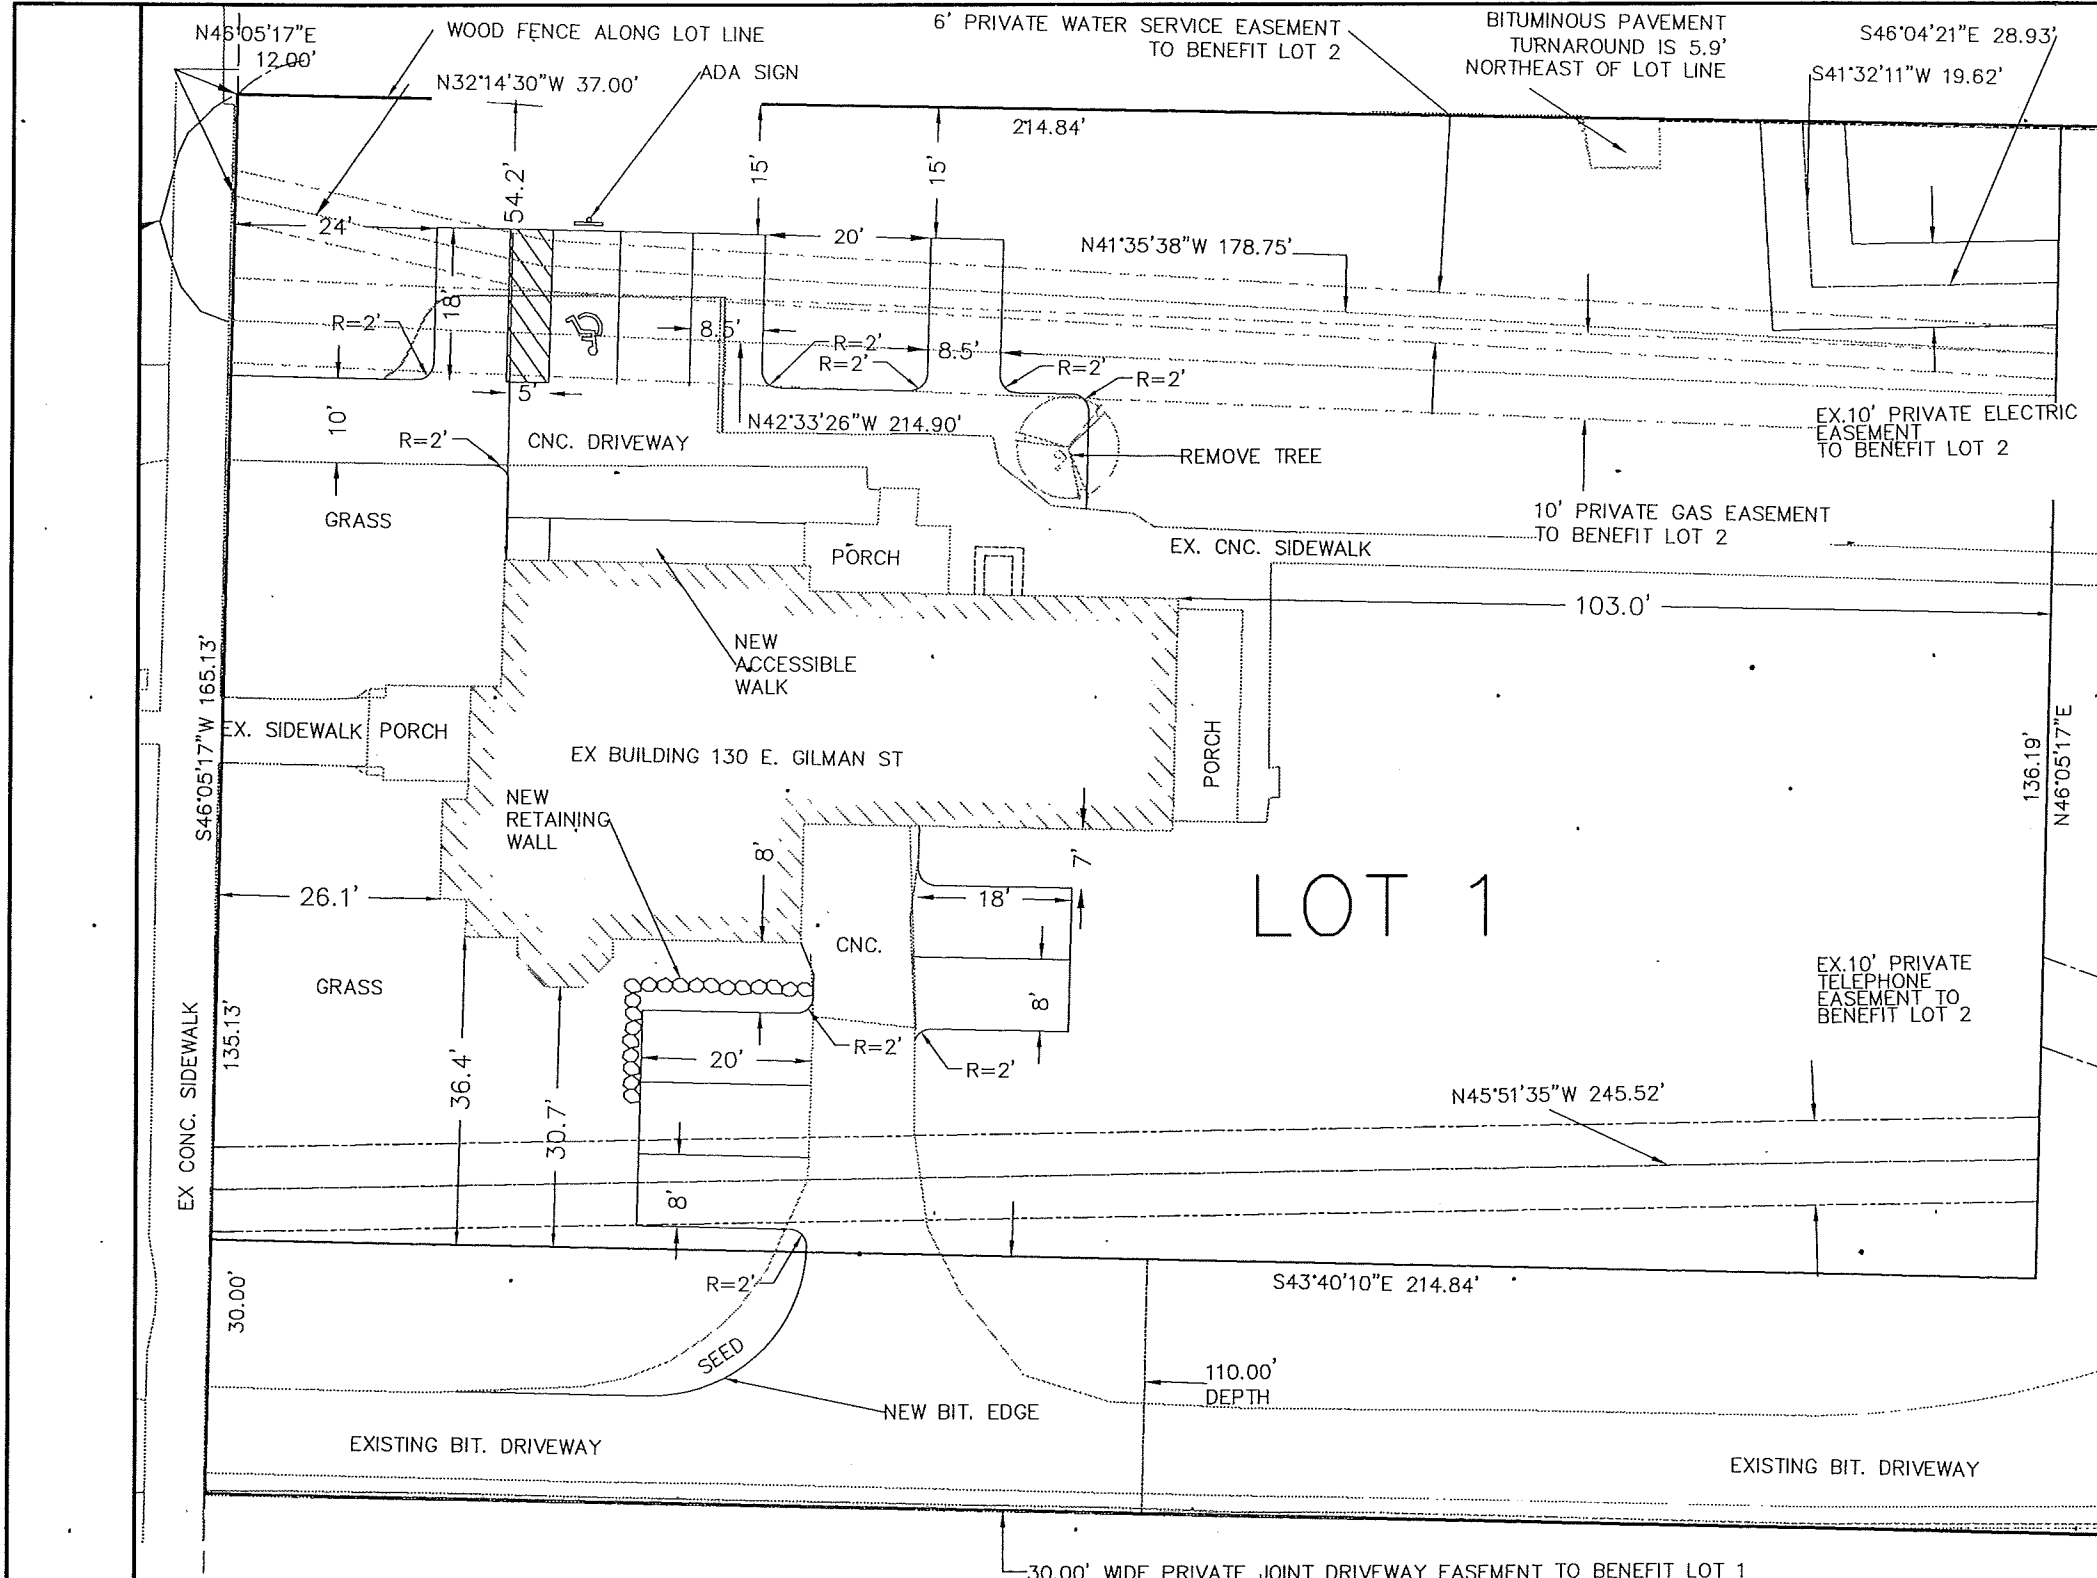 N46°05'17"E
12.00'
WOOD FENCE ALONG LOT LINE
N32°14'30"W 37.00'
ADA SIGN
6' PRIVATE WATER SERVICE EASEMENT
TO BENEFIT LOT 2
BITUMINOUS PAVEMENT
TURNAROUND IS 5.9'
NORTHEAST OF LOT LINE
S46°04'21"E 28.93'
S41°32'11"W 19.62'
214.84'
54.2'
15'
15'
24'
20'
N41°35'38"W 178.75'
18'
R=2'
8.5'
R=2'
R=2'
8.5'
R=2'
R=2'
5'
10'
R=2'
CNC. DRIVEWAY
N42°33'26"W 214.90'
REMOVE TREE
EX.10' PRIVATE ELECTRIC
EASEMENT
TO BENEFIT LOT 2
GRASS
PORCH
EX. CNC. SIDEWALK
10' PRIVATE GAS EASEMENT
TO BENEFIT LOT 2
103.0'
NEW
ACCESSIBLE
WALK
S46°05'17"W 165.13'
EX. SIDEWALK
PORCH
EX BUILDING 130 E. GILMAN ST
PORCH
136.19'
N46°05'17"E
NEW
RETAINING
WALL
8'
7'
26.1'
18'
LOT 1
CNC.
GRASS
8'
EX.10' PRIVATE
TELEPHONE
EASEMENT TO
BENEFIT LOT 2
EX CONC. SIDEWALK
135.13'
36.4'
30.7'
20'
R=2'
R=2'
N45°51'35"W 245.52'
8'
R=2'
S43°40'10"E 214.84'
30.00'
SEED
110.00'
DEPTH
NEW BIT. EDGE
EXISTING BIT. DRIVEWAY
EXISTING BIT. DRIVEWAY
30.00' WIDE PRIVATE JOINT DRIVEWAY EASEMENT TO BENEFIT LOT 1